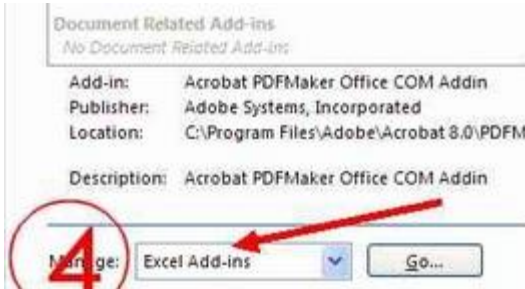 Document Related Add-ins
No Document Related Add-ins
Add-in: Acrobat PDFMaker Office COM Addin
Publisher: Adobe Systems, Incorporated
Location: C:\Program Files\Adobe\Acrobat 8.0\PDFM
Description: Acrobat PDFMaker Office COM Addin
4
Manage: Excel Add-ins Go...